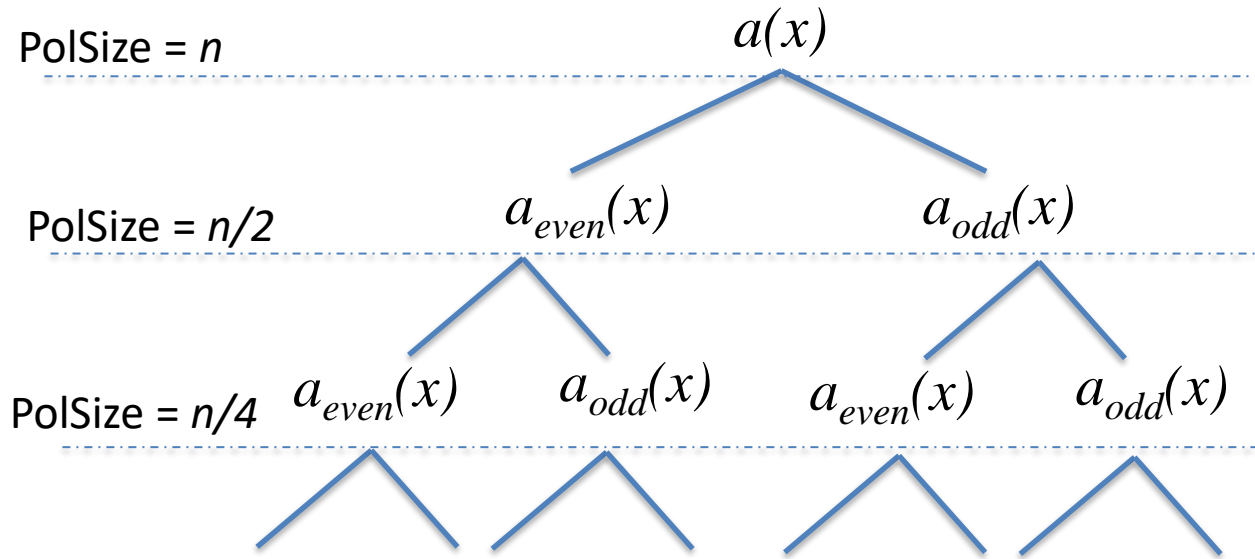 PolSize = n
a(x)
PolSize = n/2
a_even(x)
a_odd(x)
PolSize = n/4
a_even(x)
a_odd(x)
a_even(x)
a_odd(x)